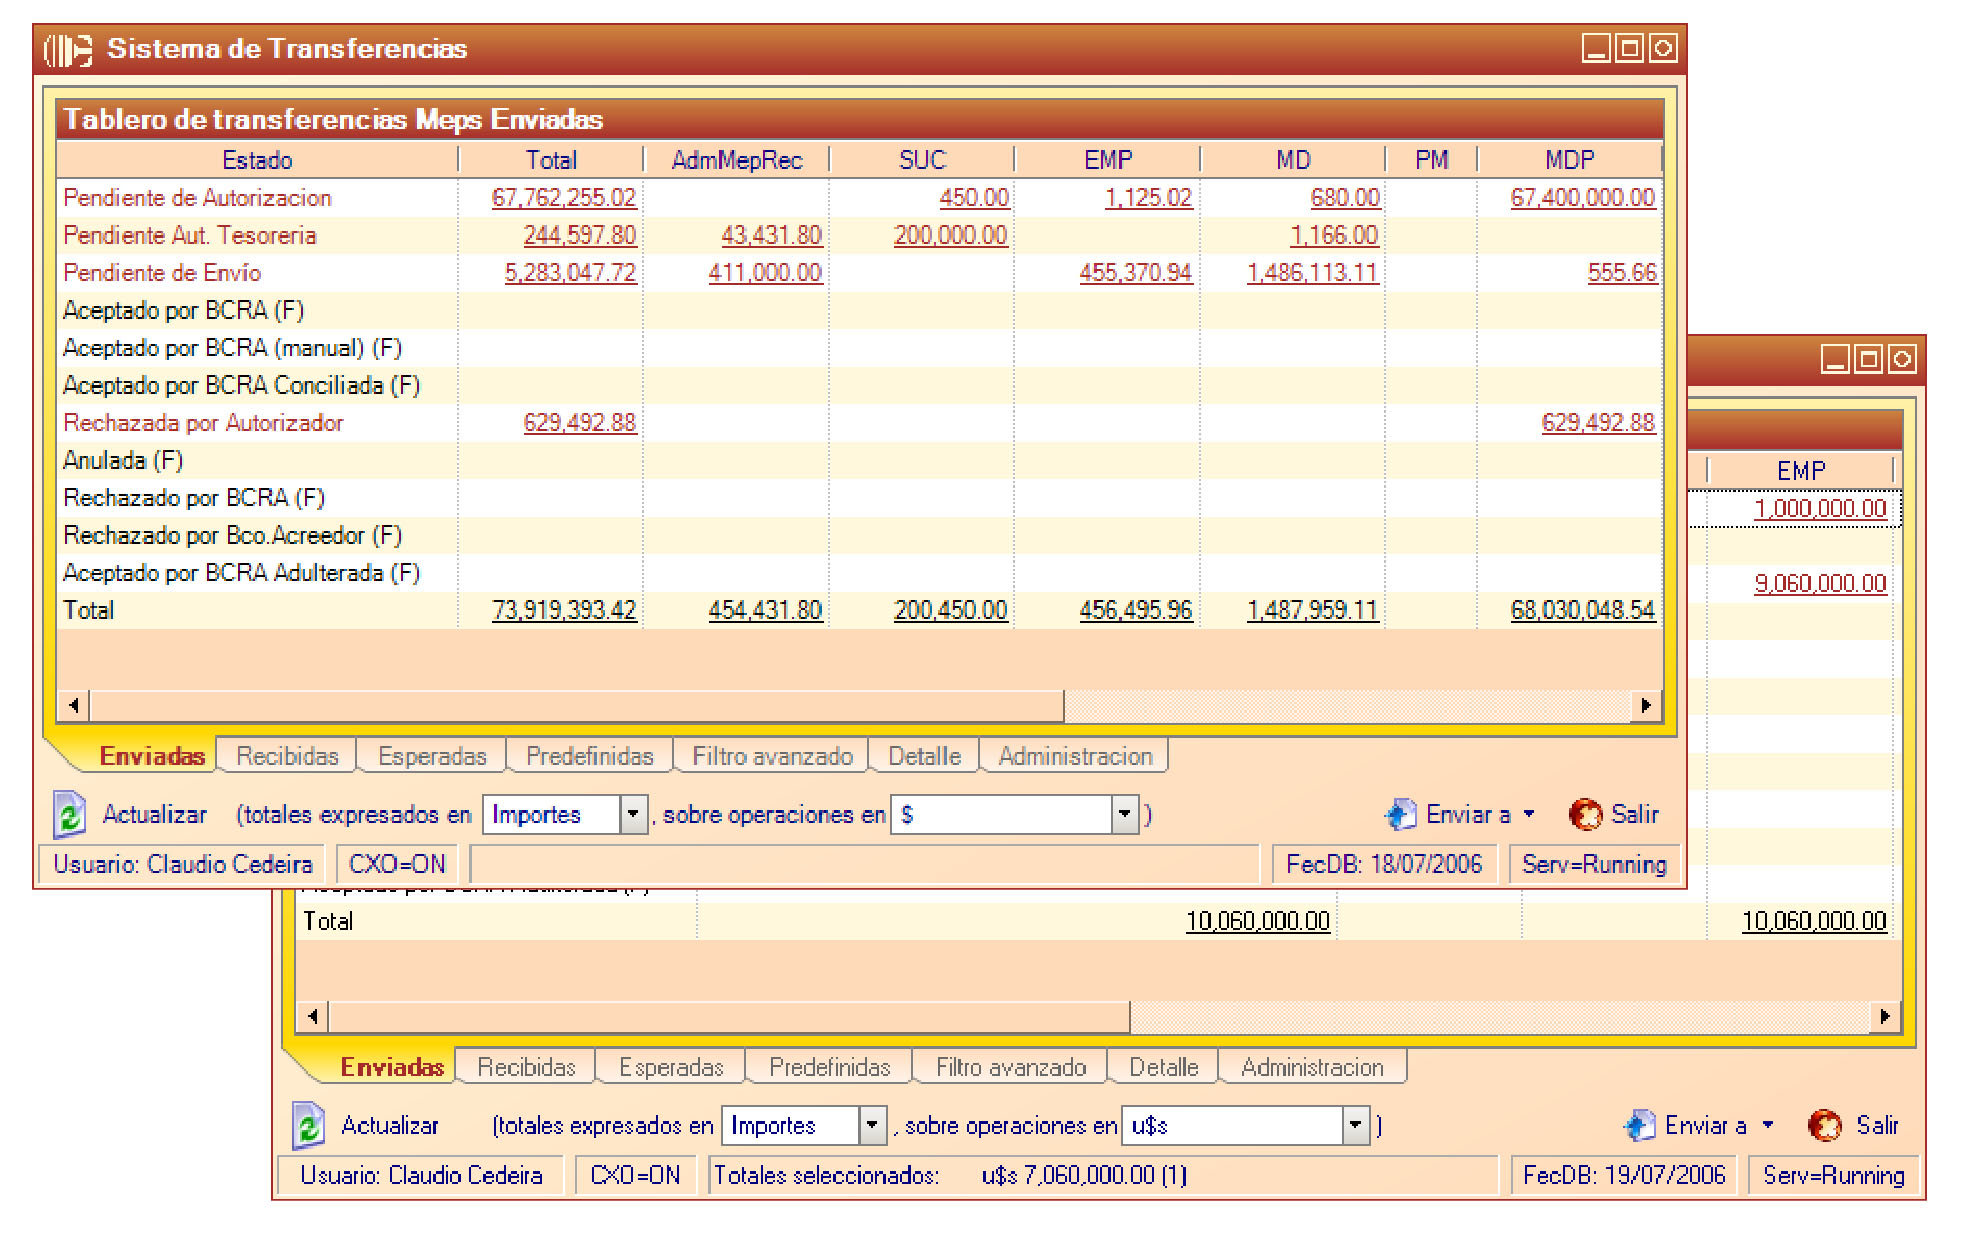 Sistema de Transferencias
Tablero de transferencias Meps Enviadas
Estado Total AdmMepRec SUC EMP MD PM MDP
Pendiente de Autorizacion 67,762,255.02 450.00 1,125.02 680.00 67,400,000.00
Pendiente Aut. Tesoreria 244,597.80 43,431.80 200,000.00 1,166.00
Pendiente de Envío 5,283,047.72 411,000.00 455,370.94 1,486,113.11 555.66
Aceptado por BCRA (F)
Aceptado por BCRA (manual) (F)
Aceptado por BCRA Conciliada (F)
Rechazada por Autorizador 629,492.88 629,492.88
Anulada (F)
Rechazado por BCRA (F)
Rechazado por Bco.Acreedor (F)
Aceptado por BCRA Adulterada (F)
Total 73,919,393.42 454,431.80 200,450.00 456,495.96 1,487,959.11 68,030,048.54
Enviadas Recibidas Esperadas Predefinidas Filtro avanzado Detalle Administracion
Actualizar (totales expresados en Importes , sobre operaciones en $ ) Enviar a Salir
Usuario: Claudio Cedeira CXO=ON FecDB: 18/07/2006 Serv=Running
EMP
1,000,000.00
9,060,000.00
Total 10,060,000.00 10,060,000.00
Enviadas Recibidas Esperadas Predefinidas Filtro avanzado Detalle Administracion
Actualizar (totales expresados en Importes , sobre operaciones en u$s ) Enviar a Salir
Usuario: Claudio Cedeira CXO=ON Totales seleccionados: u$s 7,060,000.00 (1) FecDB: 19/07/2006 Serv=Running